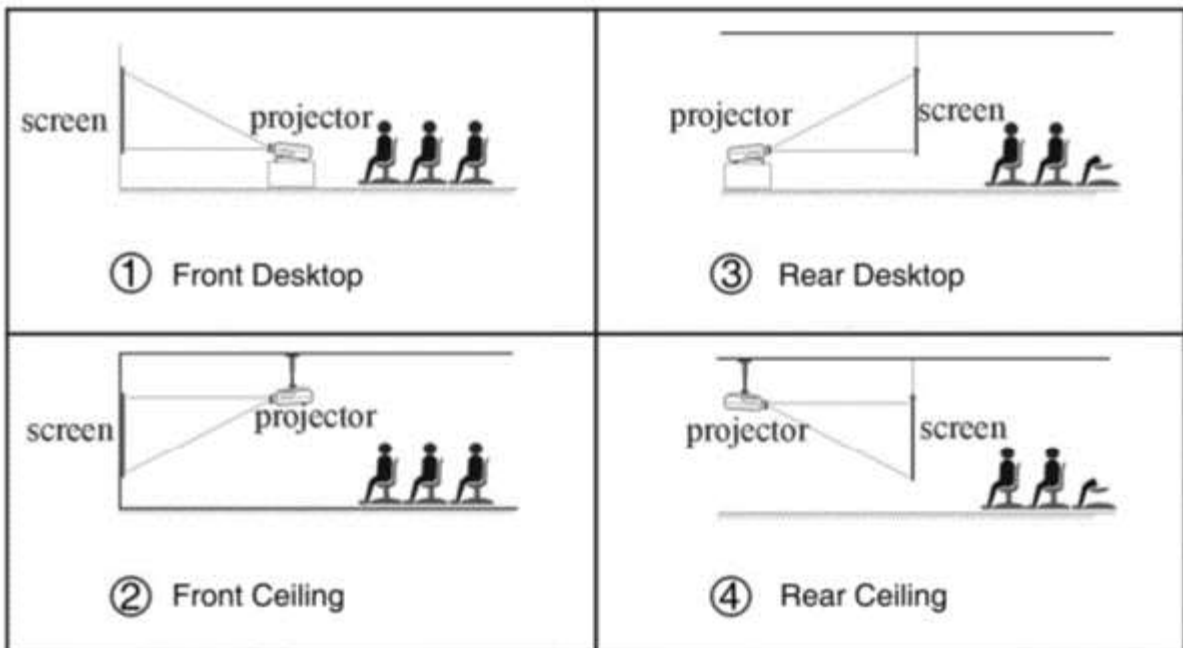 screen
projector
① Front Desktop
projector
screen
③ Rear Desktop
screen
projector
② Front Ceiling
projector
screen
④ Rear Ceiling